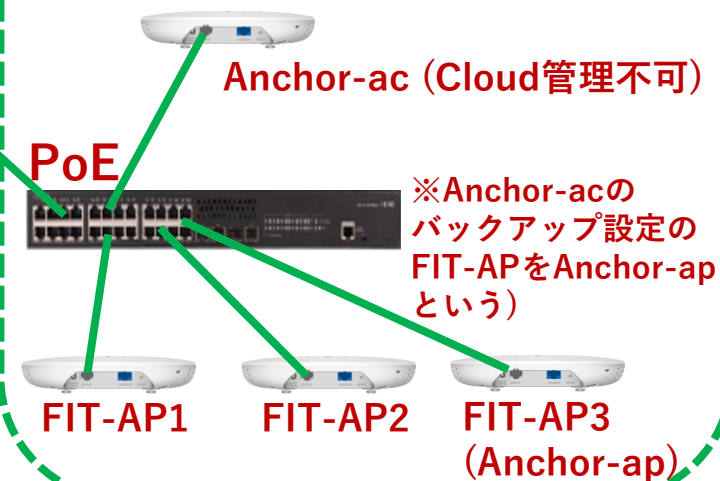 Anchor-ac (Cloud管理不可)
PoE
※Anchor-acの
バックアップ設定の
FIT-APをAnchor-ap
という)
FIT-AP1
FIT-AP2
FIT-AP3
(Anchor-ap)